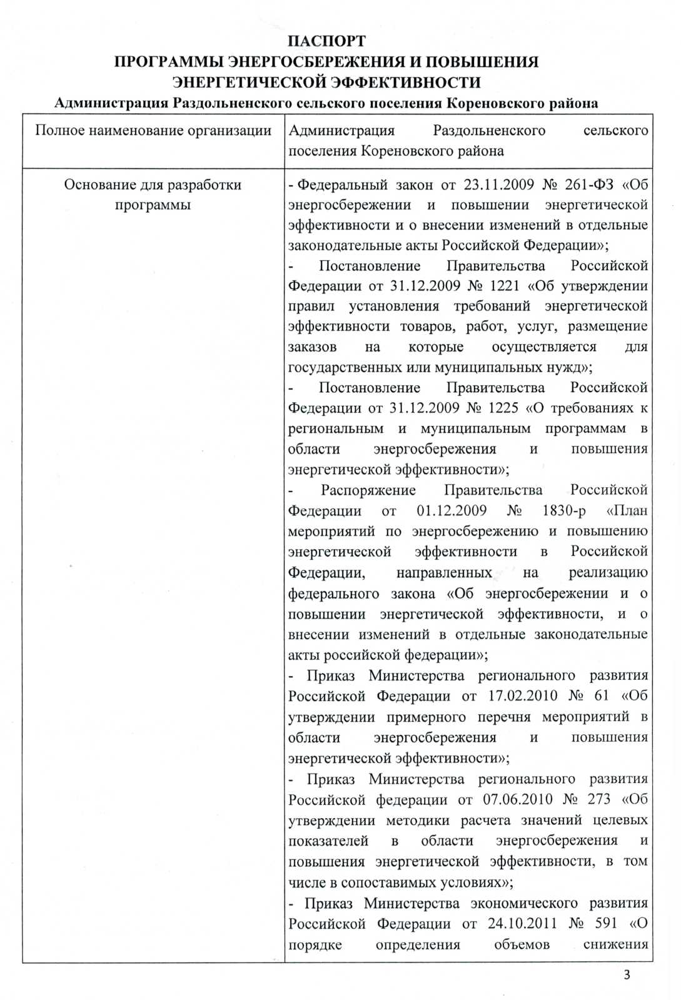 ПАСПОРТ
ПРОГРАММЫ ЭНЕРГОСБЕРЕЖЕНИЯ И ПОВЫШЕНИЯ
ЭНЕРГЕТИЧЕСКОЙ ЭФФЕКТИВНОСТИ
Администрация Раздольненского сельского поселения Кореновского района
Полное наименование организации
Администрация Раздольненского сельского
поселения Кореновского района
Основание для разработки
программы
- Федеральный закон от 23.11.2009 № 261-ФЗ «Об
энергосбережении и повышении энергетической
эффективности и о внесении изменений в отдельные
законодательные акты Российской Федерации»;
- Постановление Правительства Российской
Федерации от 31.12.2009 № 1221 «Об утверждении
правил установления требований энергетической
эффективности товаров, работ, услуг, размещение
заказов на которые осуществляется для
государственных или муниципальных нужд»;
- Постановление Правительства Российской
Федерации от 31.12.2009 № 1225 «О требованиях к
региональным и муниципальным программам в
области энергосбережения и повышения
энергетической эффективности»;
- Распоряжение Правительства Российской
Федерации от 01.12.2009 № 1830-р «План
мероприятий по энергосбережению и повышению
энергетической эффективности в Российской
Федерации, направленных на реализацию
федерального закона «Об энергосбережении и о
повышении энергетической эффективности, и о
внесении изменений в отдельные законодательные
акты российской федерации»;
- Приказ Министерства регионального развития
Российской Федерации от 17.02.2010 № 61 «Об
утверждении примерного перечня мероприятий в
области энергосбережения и повышения
энергетической эффективности»;
- Приказ Министерства регионального развития
Российской федерации от 07.06.2010 № 273 «Об
утверждении методики расчета значений целевых
показателей в области энергосбережения и
повышения энергетической эффективности, в том
числе в сопоставимых условиях»;
- Приказ Министерства экономического развития
Российской Федерации от 24.10.2011 № 591 «О
порядке определения объемов снижения
3